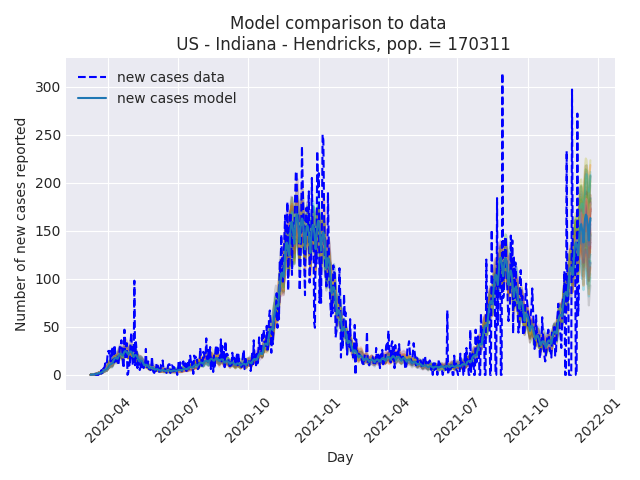 Model comparison to data
US - Indiana - Hendricks, pop. = 170311
new cases data
new cases model
Number of new cases reported
300
250
200
150
100
50
0
2020-04
2020-07
2020-10
2021-01
2021-04
2021-07
2021-10
2022-01
Day